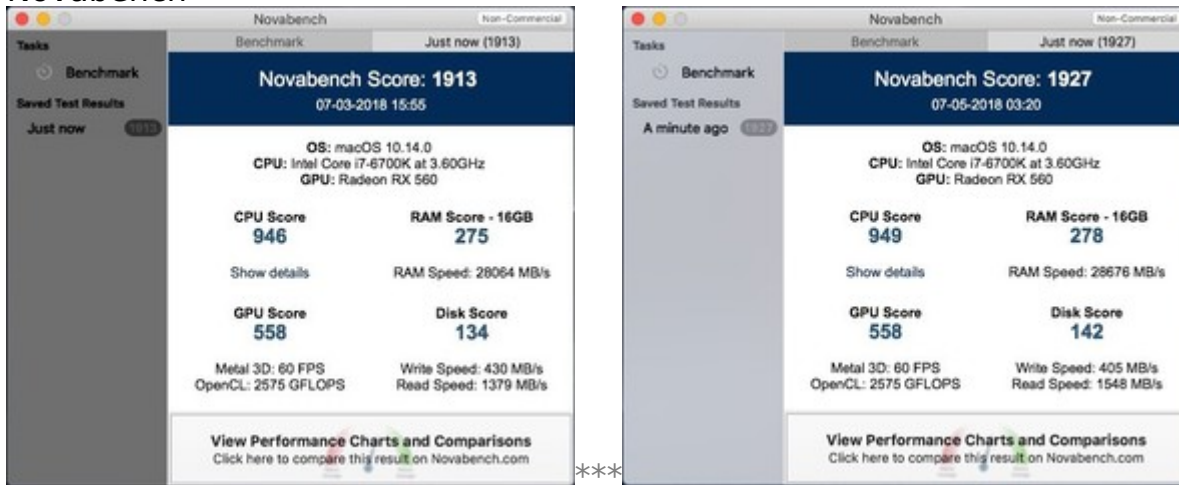 Novabench
Novabench
Non-Commercial
Tasks
Benchmark
Just now (1913)
Benchmark
Novabench Score: 1913
07-03-2018 15:55
Saved Test Results
Just now 1913
OS: macOS 10.14.0
CPU: Intel Core i7-6700K at 3.60GHz
GPU: Radeon RX 560
CPU Score
RAM Score - 16GB
946
275
Show details
RAM Speed: 28064 MB/s
GPU Score
Disk Score
558
134
Metal 3D: 60 FPS
Write Speed: 430 MB/s
OpenCL: 2575 GFLOPS
Read Speed: 1379 MB/s
View Performance Charts and Comparisons
Click here to compare this result on Novabench.com
***
Novabench
Non-Commercial
Tasks
Benchmark
Just now (1927)
Benchmark
Novabench Score: 1927
07-05-2018 03:20
Saved Test Results
A minute ago 1927
OS: macOS 10.14.0
CPU: Intel Core i7-6700K at 3.60GHz
GPU: Radeon RX 560
CPU Score
RAM Score - 16GB
949
278
Show details
RAM Speed: 28676 MB/s
GPU Score
Disk Score
558
142
Metal 3D: 60 FPS
Write Speed: 405 MB/s
OpenCL: 2575 GFLOPS
Read Speed: 1548 MB/s
View Performance Charts and Comparisons
Click here to compare this result on Novabench.com